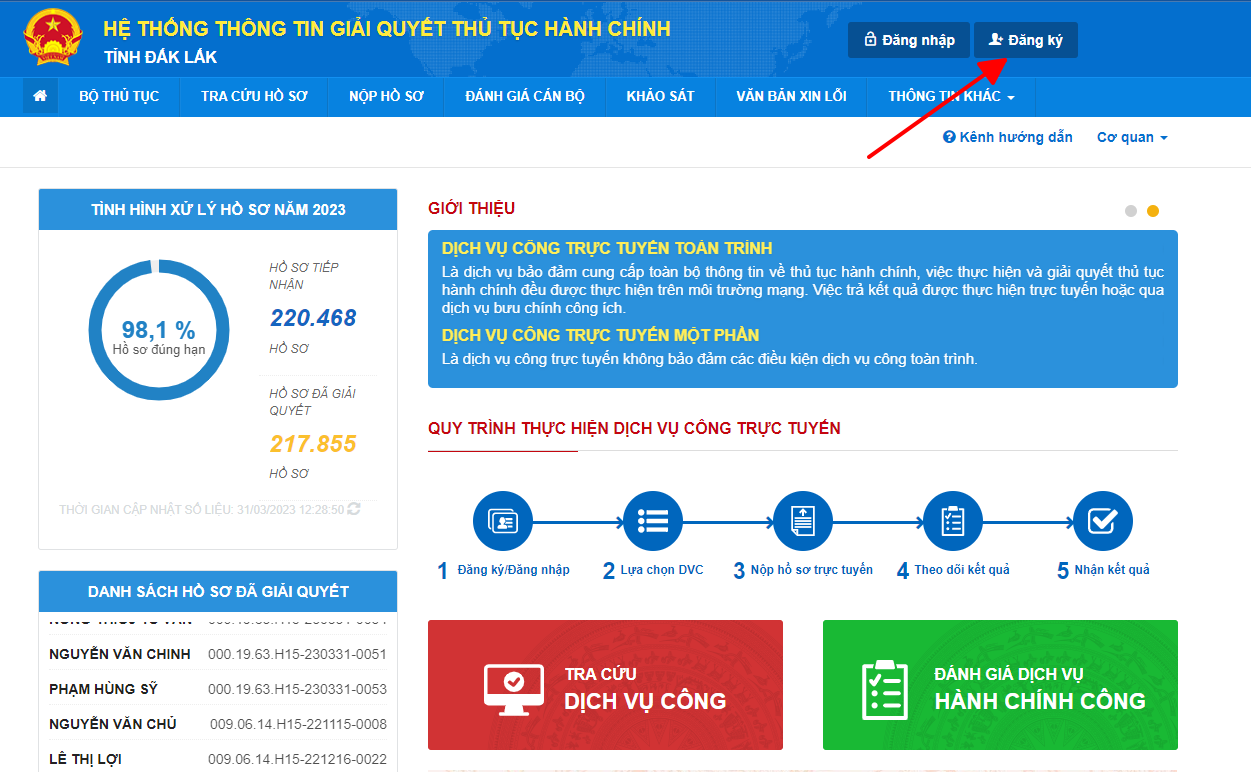 HỆ THỐNG THÔNG TIN GIẢI QUYẾT THỦ TỤC HÀNH CHÍNH
TỈNH ĐẮK LẮK
Đăng nhập
Đăng ký
BỘ THỦ TỤC
TRA CỨU HỒ SƠ
NỘP HỒ SƠ
ĐÁNH GIÁ CÁN BỘ
KHẢO SÁT
VĂN BẢN XIN LỖI
THÔNG TIN KHÁC
Kênh hướng dẫn
Cơ quan
TÌNH HÌNH XỬ LÝ HỒ SƠ NĂM 2023
98,1 %
Hồ sơ đúng hạn
HỒ SƠ TIẾP
NHẬN
220.468
HỒ SƠ
HỒ SƠ ĐÃ GIẢI
QUYẾT
217.855
HỒ SƠ
THỜI GIAN CẬP NHẬT SỐ LIỆU: 31/03/2023 12:28:50
DANH SÁCH HỒ SƠ ĐÃ GIẢI QUYẾT
NGUYỄN VĂN CHINH 000.19.63.H15-230331-0051
PHẠM HÙNG SỸ 000.19.63.H15-230331-0053
NGUYỄN VĂN CHỦ 009.06.14.H15-221115-0008
LÊ THỊ LỢI 009.06.14.H15-221216-0022
GIỚI THIỆU
DỊCH VỤ CÔNG TRỰC TUYẾN TOÀN TRÌNH
Là dịch vụ bảo đảm cung cấp toàn bộ thông tin về thủ tục hành chính, việc thực hiện và giải quyết thủ tục
hành chính đều được thực hiện trên môi trường mạng. Việc trả kết quả được thực hiện trực tuyến hoặc qua
dịch vụ bưu chính công ích.
DỊCH VỤ CÔNG TRỰC TUYẾN MỘT PHẦN
Là dịch vụ công trực tuyến không bảo đảm các điều kiện dịch vụ công toàn trình.
QUY TRÌNH THỰC HIỆN DỊCH VỤ CÔNG TRỰC TUYẾN
1 Đăng ký/Đăng nhập
2 Lựa chọn DVC
3 Nộp hồ sơ trực tuyến
4 Theo dõi kết quả
5 Nhận kết quả
TRA CỨU
DỊCH VỤ CÔNG
ĐÁNH GIÁ DỊCH VỤ
HÀNH CHÍNH CÔNG